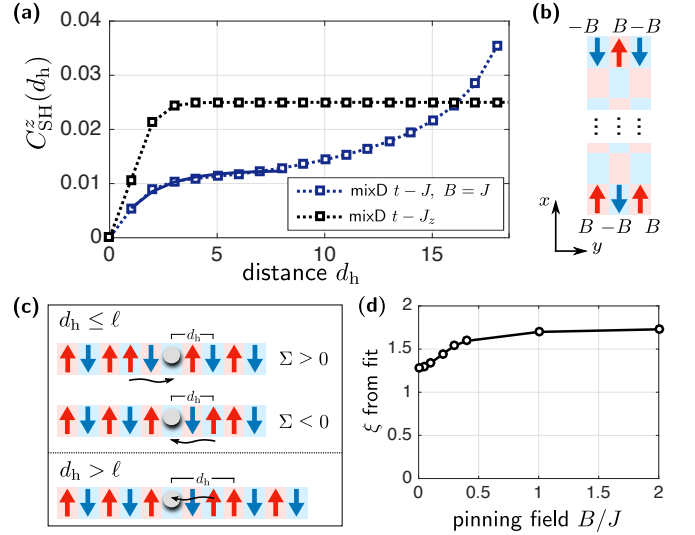 (a)
0.04
0.03
0.02
0.01
0
C^z_SH(d_h)
0 5 10 15
distance d_h
mixD t − J, B = J
mixD t − J_z
(b)
−B B −B
x
y
B −B B
(c)
d_h ≤ ℓ
d_h
Σ > 0
d_h
Σ < 0
d_h > ℓ
d_h
(d)
2
1.5
1
0.5
0
ξ from fit
0 0.5 1 1.5 2
pinning field B/J